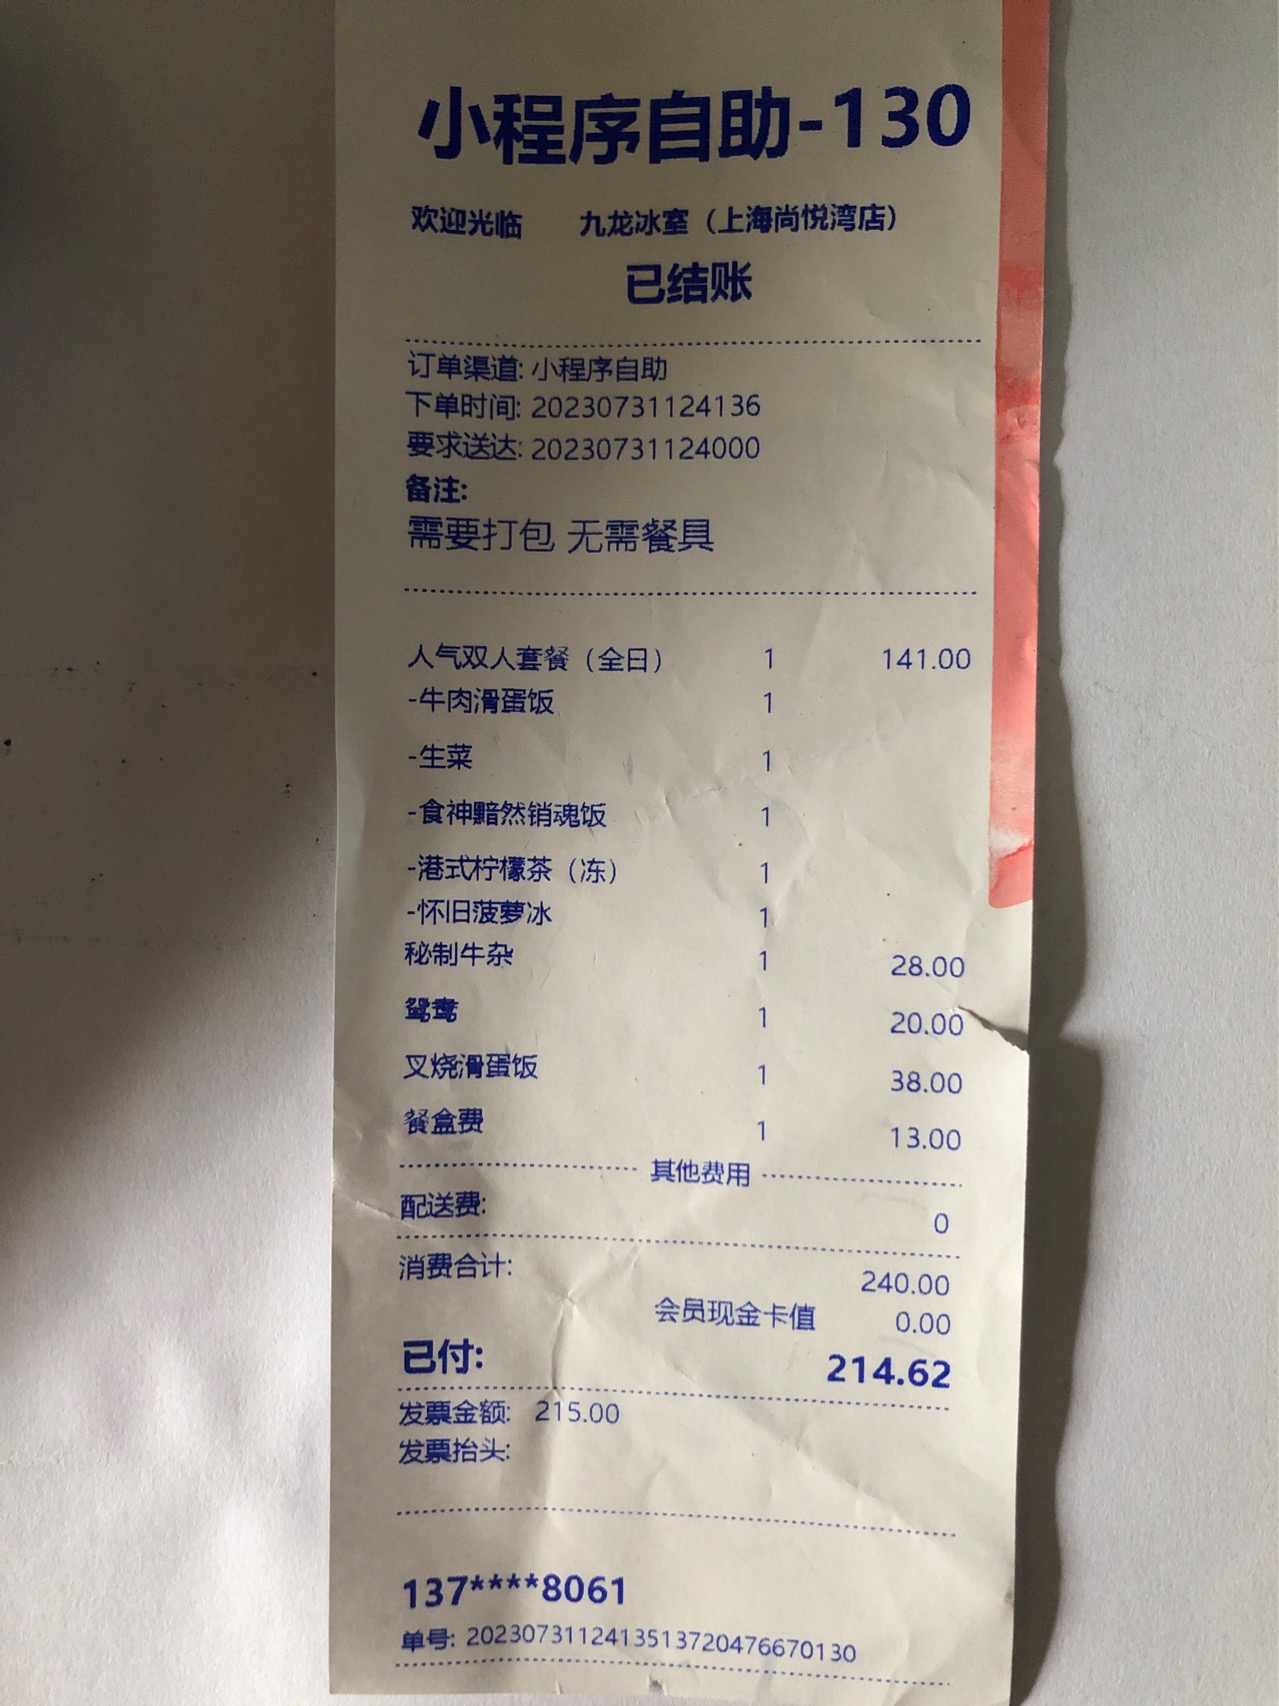 小程序自助-130
欢迎光临 九龙冰室（上海尚悦湾店）
已结账
订单渠道: 小程序自助
下单时间: 20230731124136
要求送达: 20230731124000
备注:
需要打包 无需餐具
人气双人套餐（全日） 1 141.00
-牛肉滑蛋饭 1
-生菜 1
-食神黯然销魂饭 1
-港式柠檬茶（冻） 1
-怀旧菠萝冰 1
秘制牛杂 1 28.00
鸳鸯 1 20.00
叉烧滑蛋饭 1 38.00
餐盒费 1 13.00
其他费用
配送费: 0
消费合计: 240.00
会员现金卡值 0.00
已付: 214.62
发票金额: 215.00
发票抬头:
137****8061
单号: 20230731124135137204766​70130